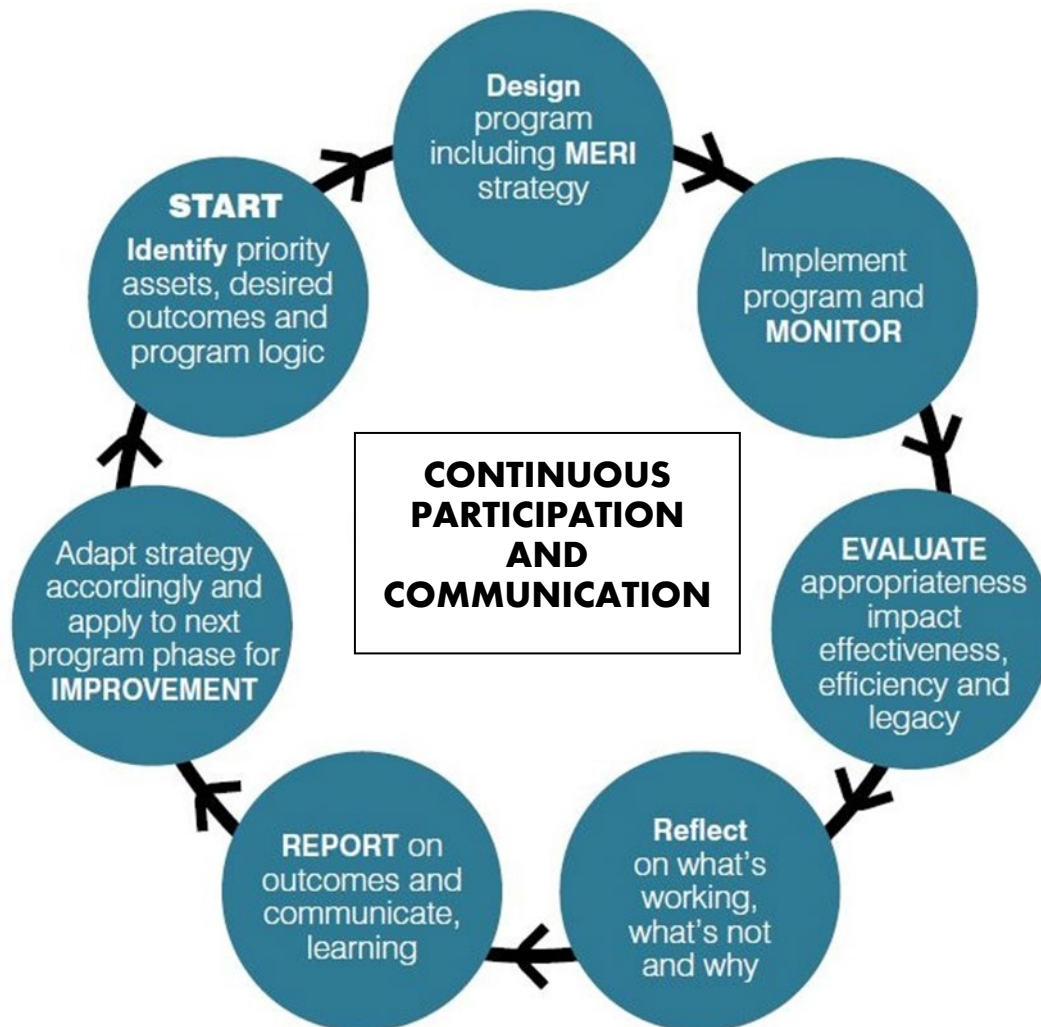 START
Identify priority
assets, desired
outcomes and
program logic
Design
program
including MERI
strategy
Implement
program and
MONITOR
EVALUATE
appropriateness
impact
effectiveness,
efficiency and
legacy
Reflect
on what's
working,
what's not
and why
REPORT on
outcomes and
communicate,
learning
Adapt strategy
accordingly and
apply to next
program phase for
IMPROVEMENT
CONTINUOUS
PARTICIPATION
AND
COMMUNICATION